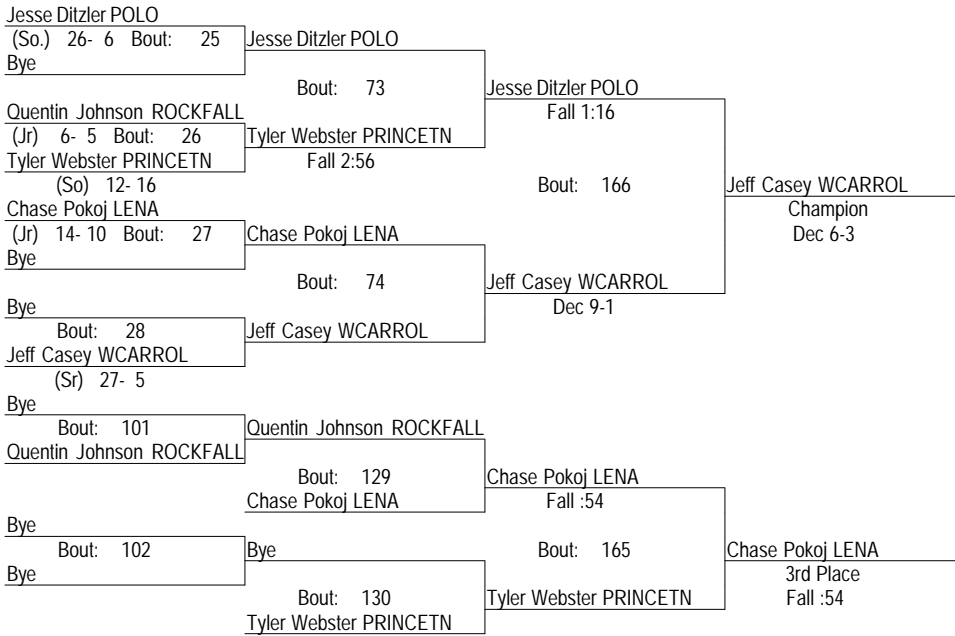 Jesse Ditzler POLO
(So.) 26- 6 Bout: 25 Jesse Ditzler POLO
Bye
Bout: 73 Jesse Ditzler POLO
Quentin Johnson ROCKFALL Fall 1:16
(Jr) 6- 5 Bout: 26 Tyler Webster PRINCETN
Tyler Webster PRINCETN Fall 2:56
(So) 12- 16 Bout: 166 Jeff Casey WCARROL
Chase Pokoj LENA Champion
(Jr) 14- 10 Bout: 27 Chase Pokoj LENA Dec 6-3
Bye
Bout: 74 Jeff Casey WCARROL
Bye Dec 9-1
Bout: 28 Jeff Casey WCARROL
Jeff Casey WCARROL
(Sr) 27- 5
Bye
Bout: 101 Quentin Johnson ROCKFALL
Quentin Johnson ROCKFALL
Bout: 129 Chase Pokoj LENA
Chase Pokoj LENA Fall :54
Bye
Bout: 102 Bye Bout: 165 Chase Pokoj LENA
Bye 3rd Place
Bout: 130 Tyler Webster PRINCETN Fall :54
Tyler Webster PRINCETN